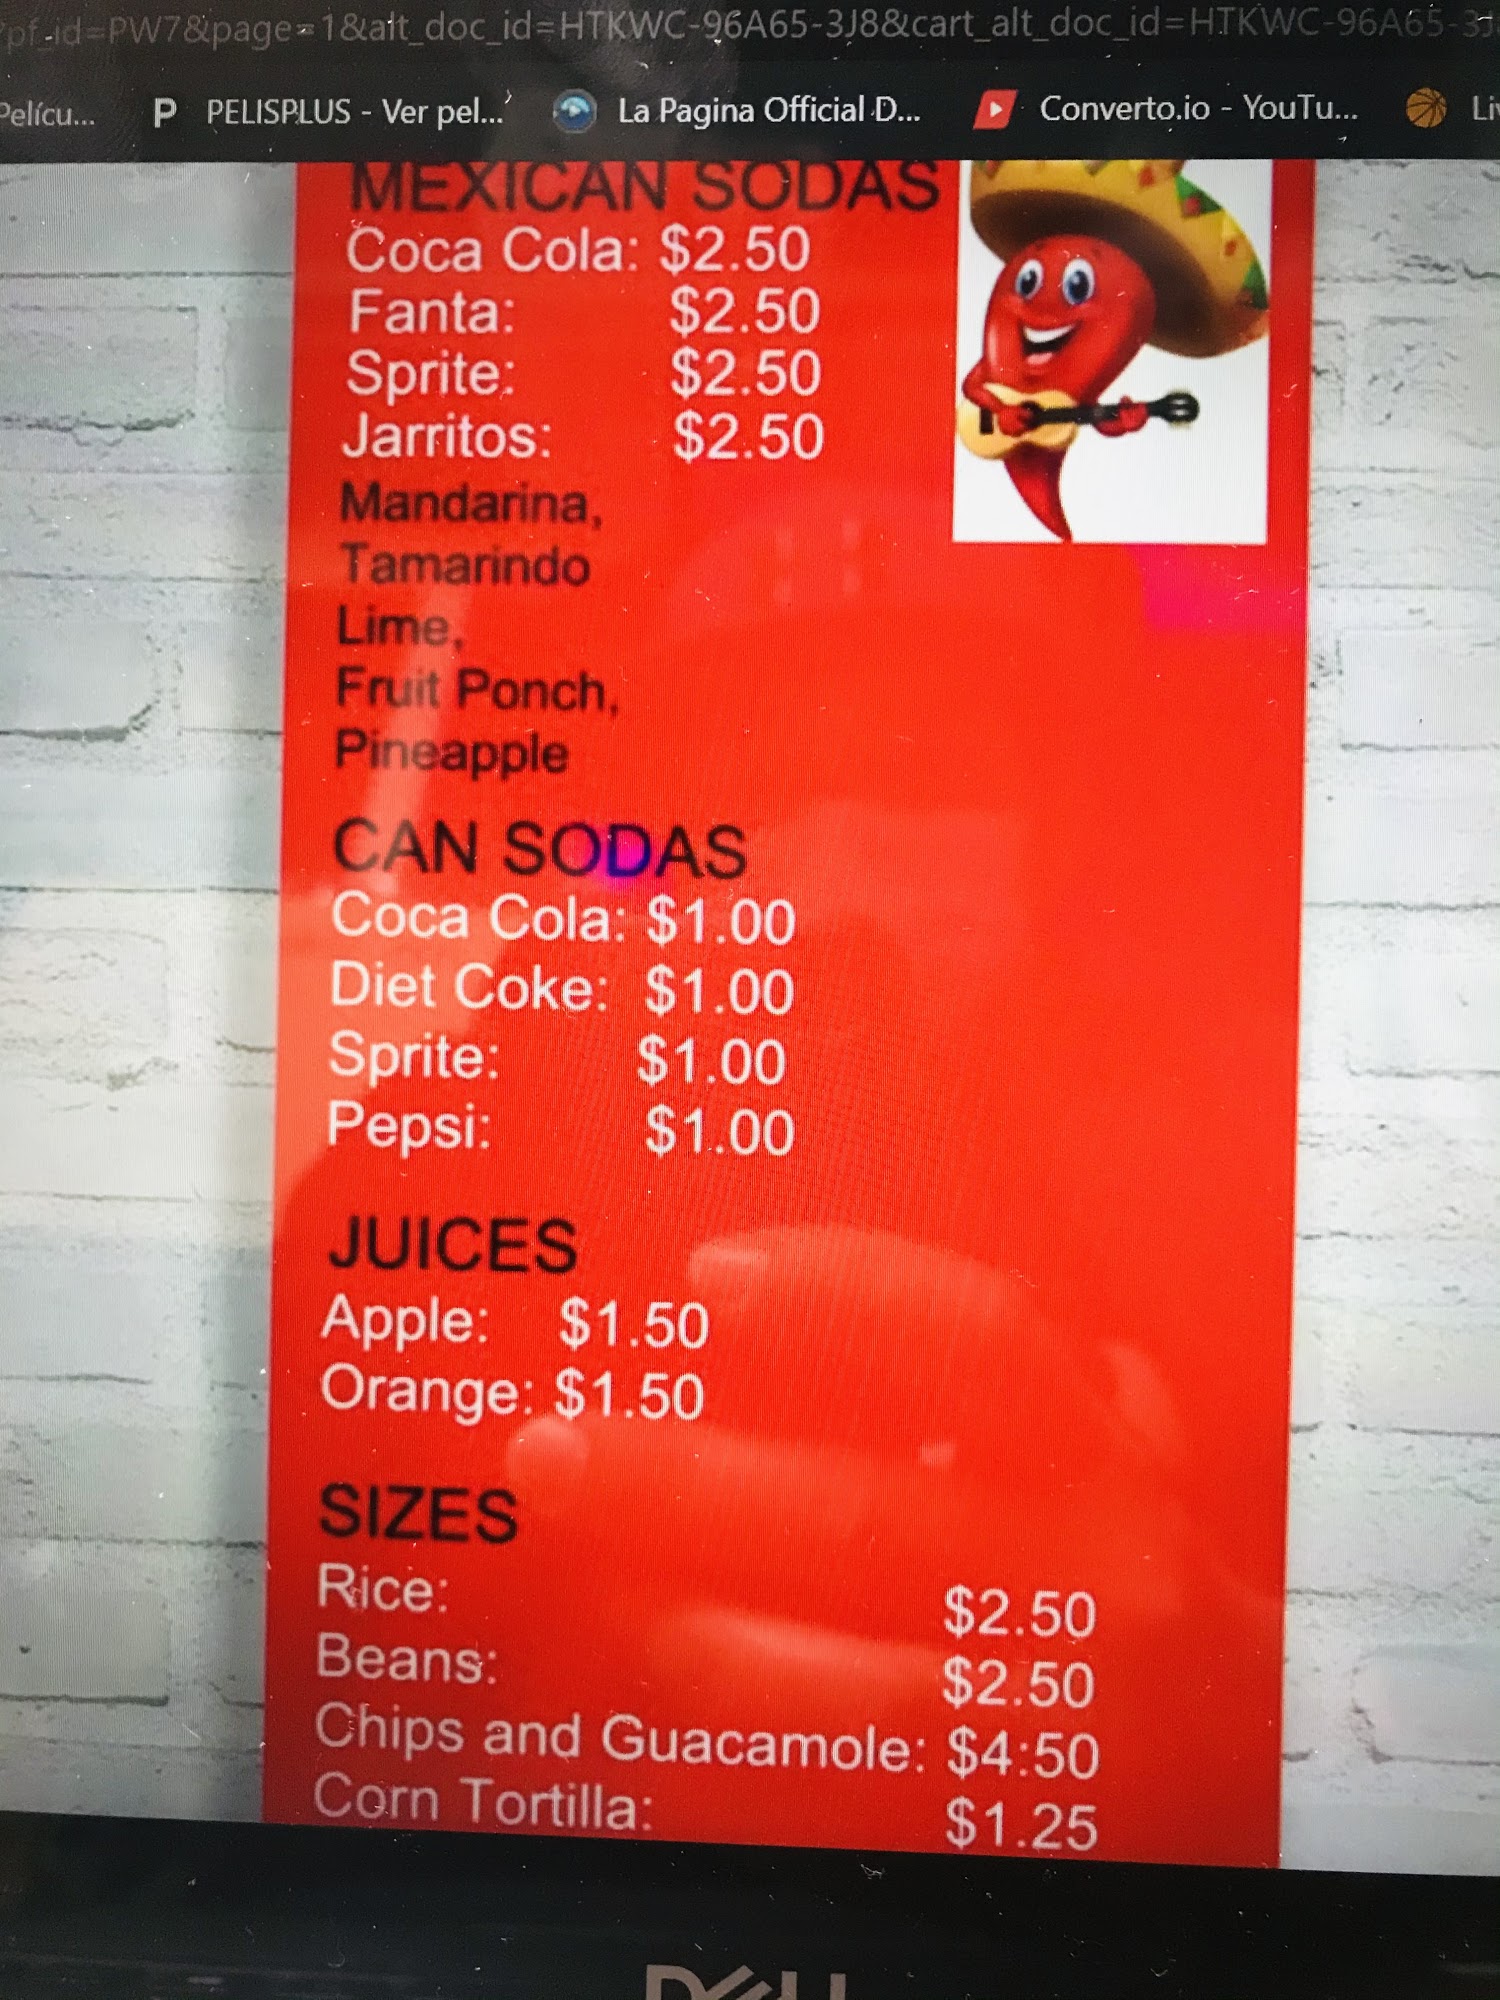 pf_id=PW7&page=1&alt_doc_id=HTKWC-96A65-3J8&cart_alt_doc_id=HTKWC-96A65-3J
Pelícu... P PELISPLUS - Ver pel... La Pagina Official D... Converto.io - YouTu... Liv
MEXICAN SODAS
Coca Cola: $2.50
Fanta: $2.50
Sprite: $2.50
Jarritos: $2.50
Mandarina,
Tamarindo
Lime,
Fruit Ponch,
Pineapple
CAN SODAS
Coca Cola: $1.00
Diet Coke: $1.00
Sprite: $1.00
Pepsi: $1.00
JUICES
Apple: $1.50
Orange: $1.50
SIZES
Rice: $2.50
Beans: $2.50
Chips and Guacamole: $4:50
Corn Tortilla: $1.25
DELL